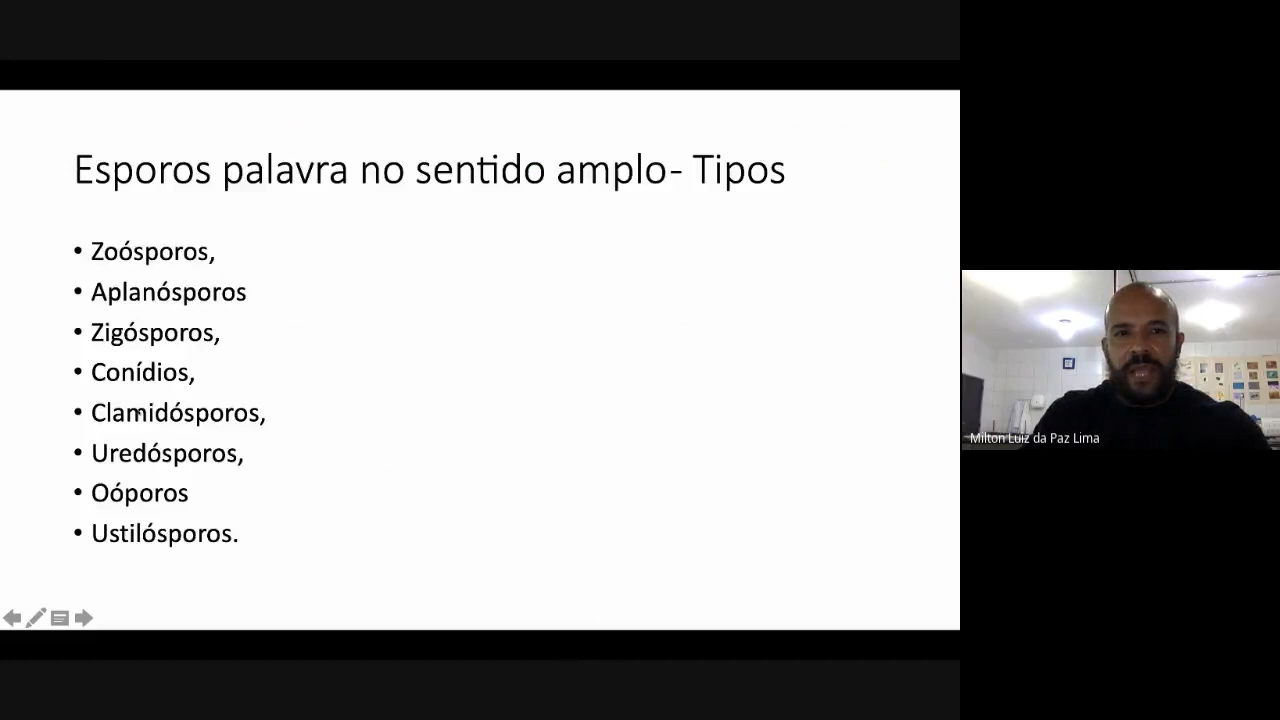 Esporos palavra no sentido amplo- Tipos
• Zoósporos,
• Aplanósporos
• Zigósporos,
• Conídios,
• Clamidósporos,
• Uredósporos,
• Oóporos
• Ustilósporos.
Milton Luiz da Paz Lima